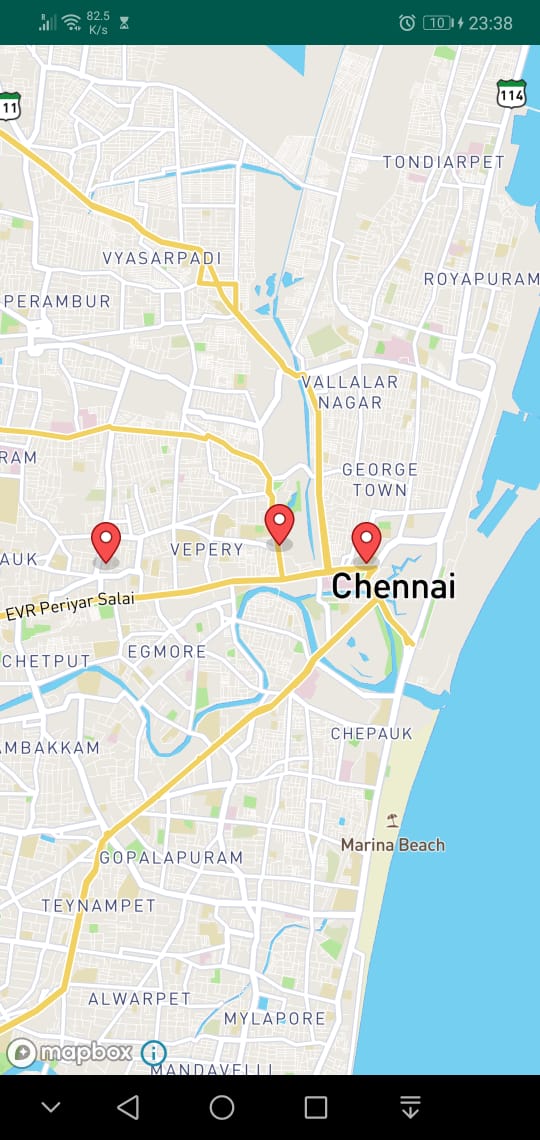 R 82.5
K/s
10 23:38
11
114
TONDIARPET
VYASARPADI
ROYAPURAM
PERAMBUR
VALLALAR
NAGAR
RAM
GEORGE
TOWN
VEPERY
AUK
Chennai
EVR Periyar Salai
EGMORE
CHETPUT
CHEPAUK
MBAKKAM
Marina Beach
GOPALAPURAM
TEYNAMPET
ALWARPET
MYLAPORE
mapbox i
MANDAVELLI